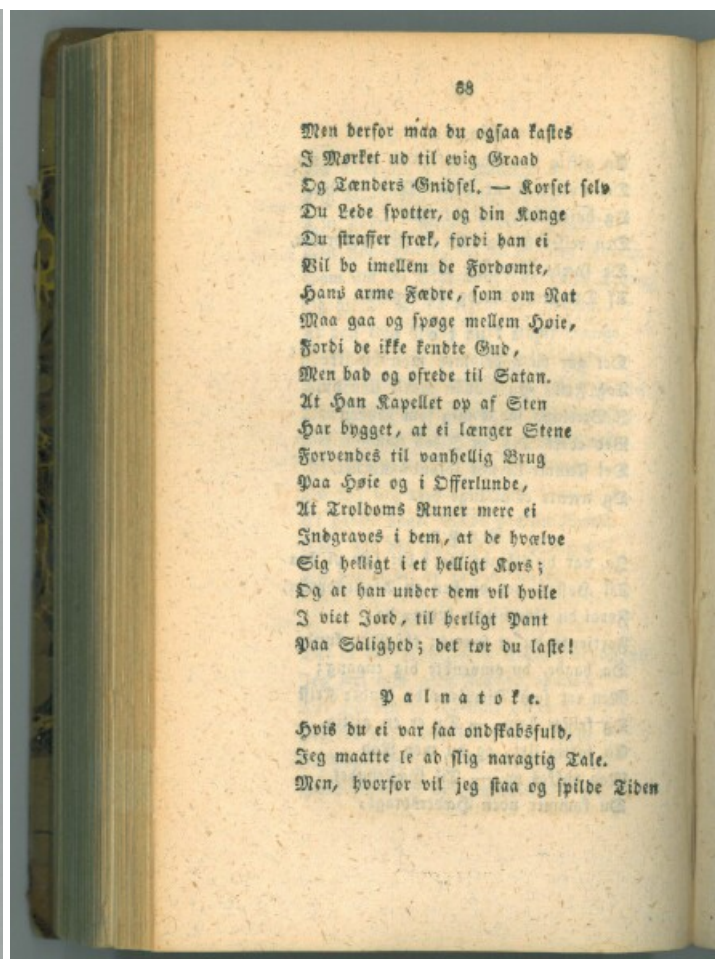 68
Men derfor maa du ogsaa kastes
I Mørket ud til evig Graad
Og Tænders Gnidsel. — Korset selv
Du Lede spotter, og din Konge
Du straffer fræk, fordi han ei
Vil bo imellem de Fordømte,
Hans arme Fædre, som om Nat
Maa gaa og spøge mellem Høie,
Fordi de ikke kendte Gud,
Men bad og ofrede til Satan.
At Han Kapellet op af Sten
Har bygget, at ei længer Stene
Forvendes til vanhellig Brug
Paa Høie og i Offerlunde,
At Troldoms Runer mere ei
Indgraves i dem, at de hvælve
Sig helligt i et helligt Kors;
Og at han under dem vil hvile
I viet Jord, til herligt Pant
Paa Salighed; det tør du laste!
Palnatoke.
Hvis du ei var saa ondskabsfuld,
Jeg maatte le ad slig naragtig Tale.
Men, hvorfor vil jeg staa og spilde Tiden